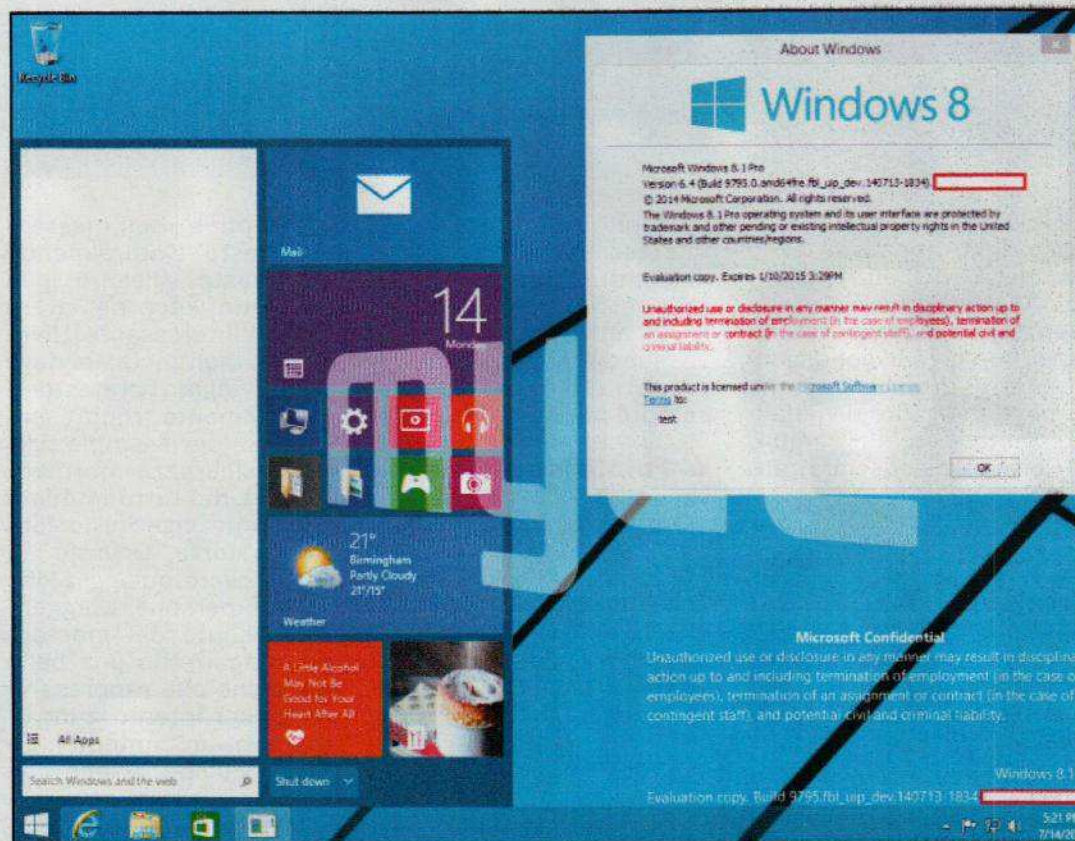 Recycle Bin
About Windows
Windows 8
Microsoft Windows 8.1 Pro
Version 6.4 (Build 9795.0.amd64fre.fbl_uip_dev.140713-1834)
© 2014 Microsoft Corporation. All rights reserved.
The Windows 8.1 Pro operating system and its user interface are protected by
trademark and other pending or existing intellectual property rights in the United
States and other countries/regions.
Evaluation copy. Expires 1/10/2015 3:29PM
Unauthorized use or disclosure in any manner may result in disciplinary action up to
and including termination of employment (in the case of employees), termination of
an assignment or contract (in the case of contingent staff), and potential civil and
criminal liability.
This product is licensed under the Microsoft Software License
Terms to:
test
OK
Mail
14
Monday
21°
Birmingham
Partly Cloudy
21°/15°
Weather
A Little Alcohol
May Not Be
Good for Your
Heart After All
All Apps
Search Windows and the web
Shut down
my
Microsoft Confidential
Unauthorized use or disclosure in any manner may result in disciplina
action up to and including termination of employment (in the case o
employees), termination of an assignment or contract (in the case of
contingent staff), and potential civil and criminal liability.
Windows 8.1
Evaluation copy. Build 9795.fbl_uip_dev.140713-1834
5:21 PM
7/14/20